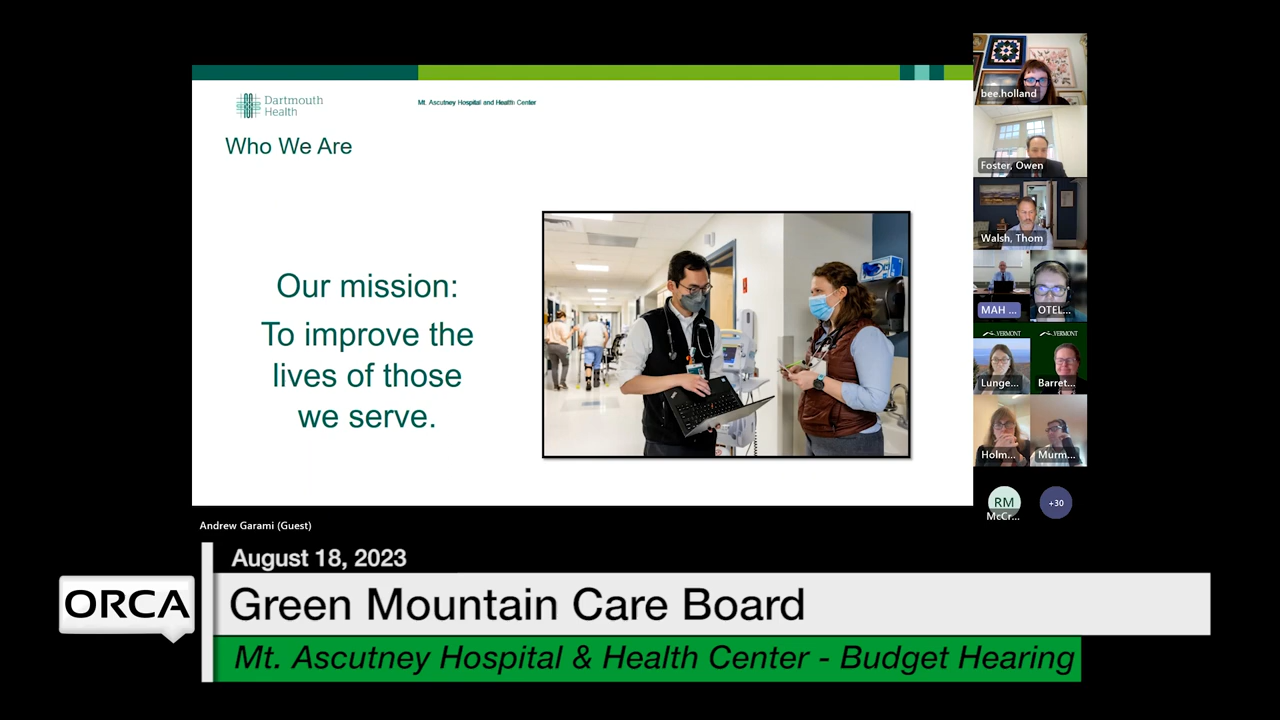 Dartmouth
Health
Mt. Ascutney Hospital and Health Center
Who We Are
Our mission:
To improve the
lives of those
we serve.
bee.holland
Foster, Owen
Walsh, Thom
MAH ...
OTEL...
VERMONT
VERMONT
Lunge...
Barret...
Holm...
Murm...
RM
McCr...
+30
Andrew Garami (Guest)
August 18, 2023
ORCA
Green Mountain Care Board
Mt. Ascutney Hospital & Health Center - Budget Hearing